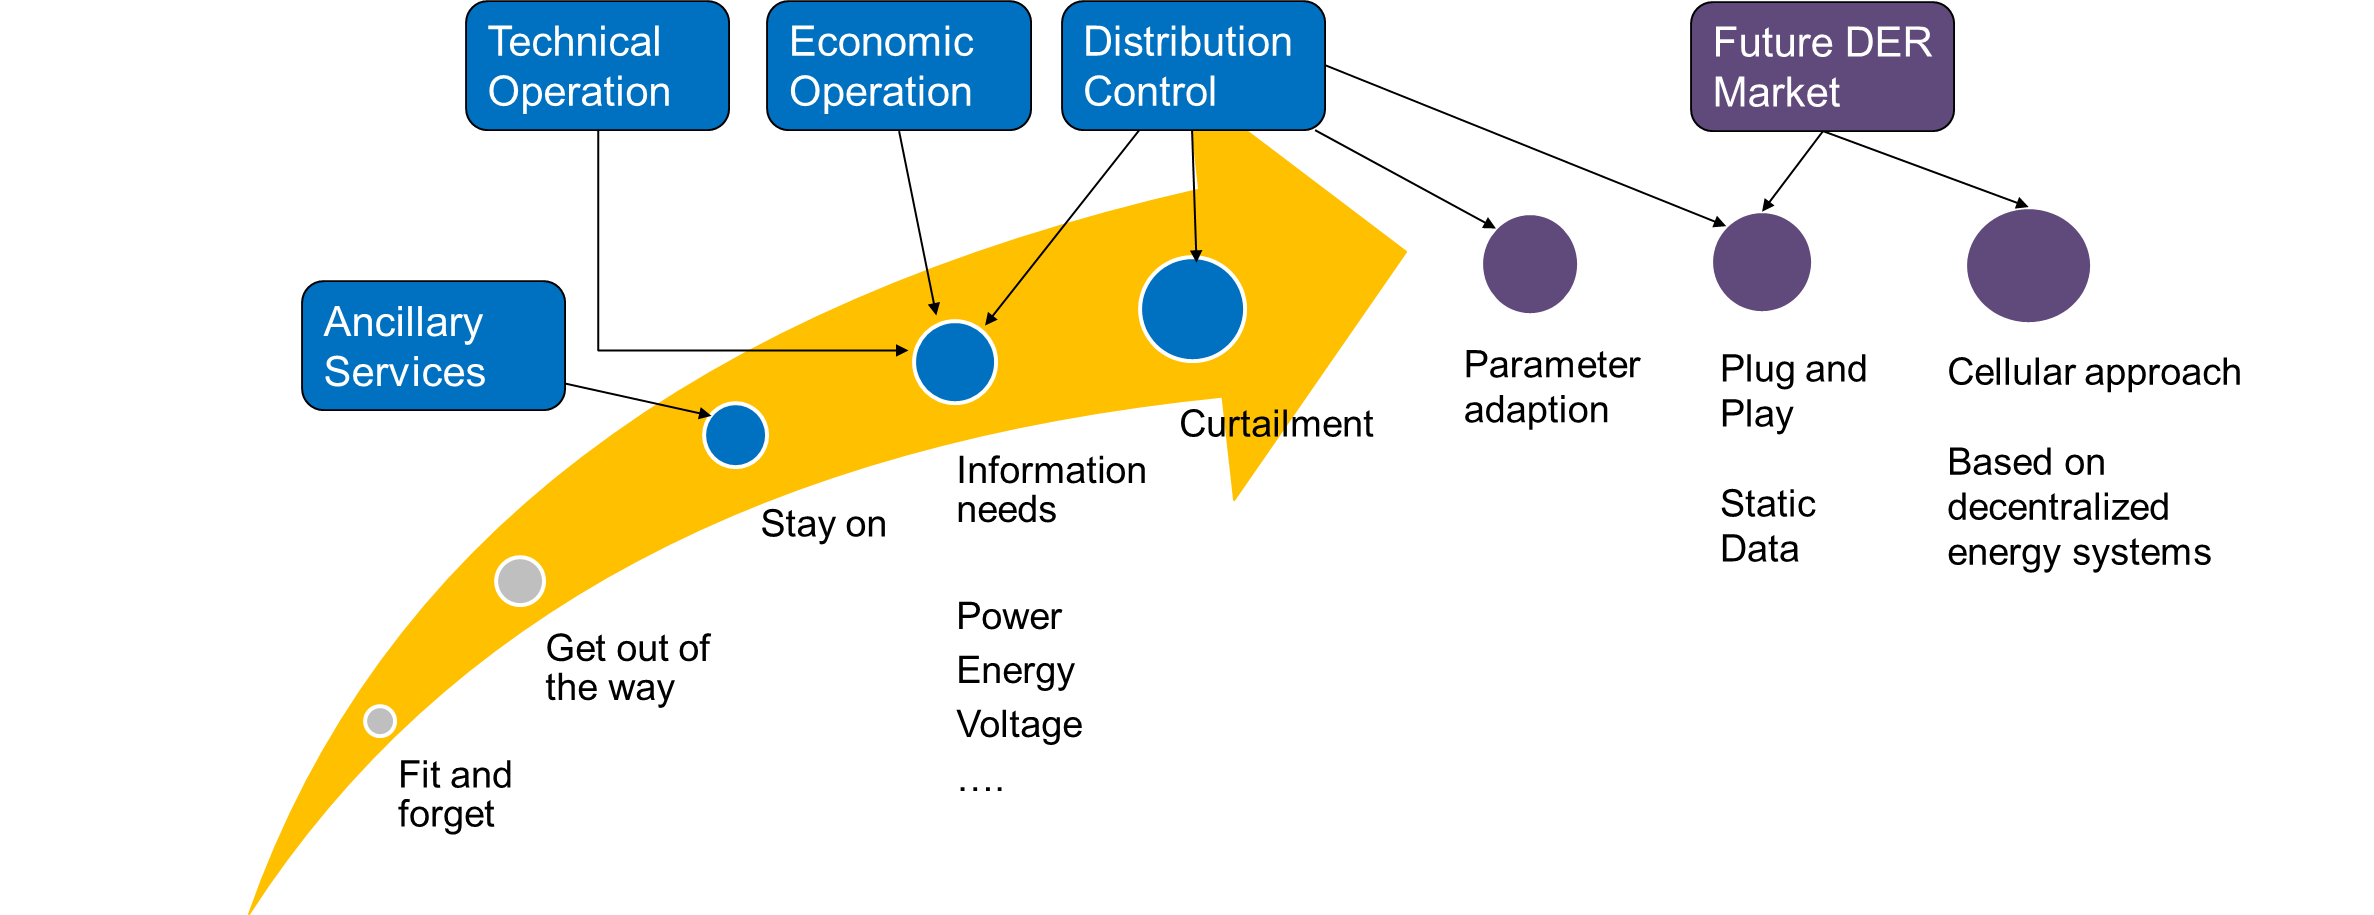 Technical
Operation
Economic
Operation
Distribution
Control
Future DER
Market
Ancillary
Services
Fit and
forget
Get out of
the way
Stay on
Information
needs
Power
Energy
Voltage
….
Curtailment
Parameter
adaption
Plug and
Play
Static
Data
Cellular approach
Based on
decentralized
energy systems